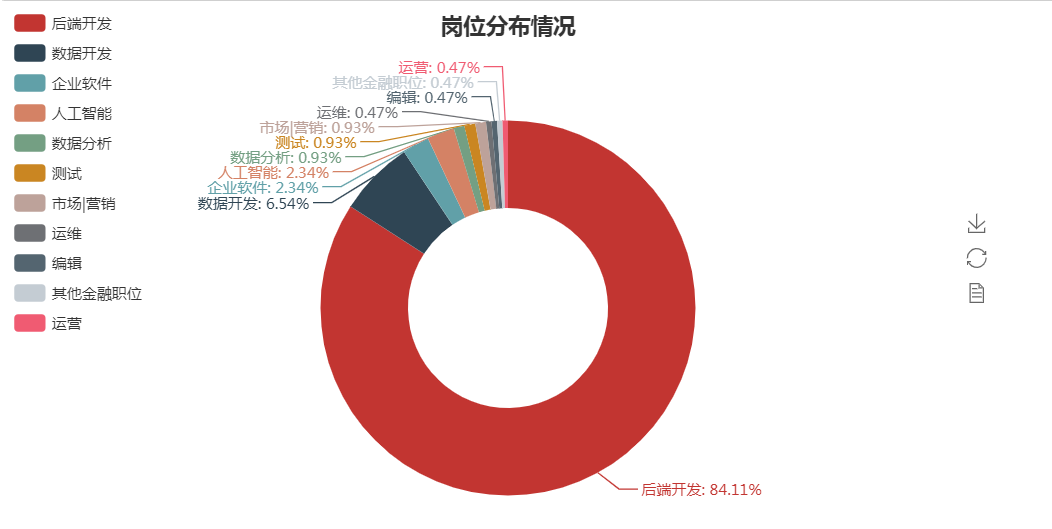 岗位分布情况
后端开发
数据开发
企业软件
人工智能
数据分析
测试
市场|营销
运维
编辑
其他金融职位
运营
运营: 0.47%
其他金融职位: 0.47%
编辑: 0.47%
运维: 0.47%
市场|营销: 0.93%
测试: 0.93%
数据分析: 0.93%
人工智能: 2.34%
企业软件: 2.34%
数据开发: 6.54%
后端开发: 84.11%